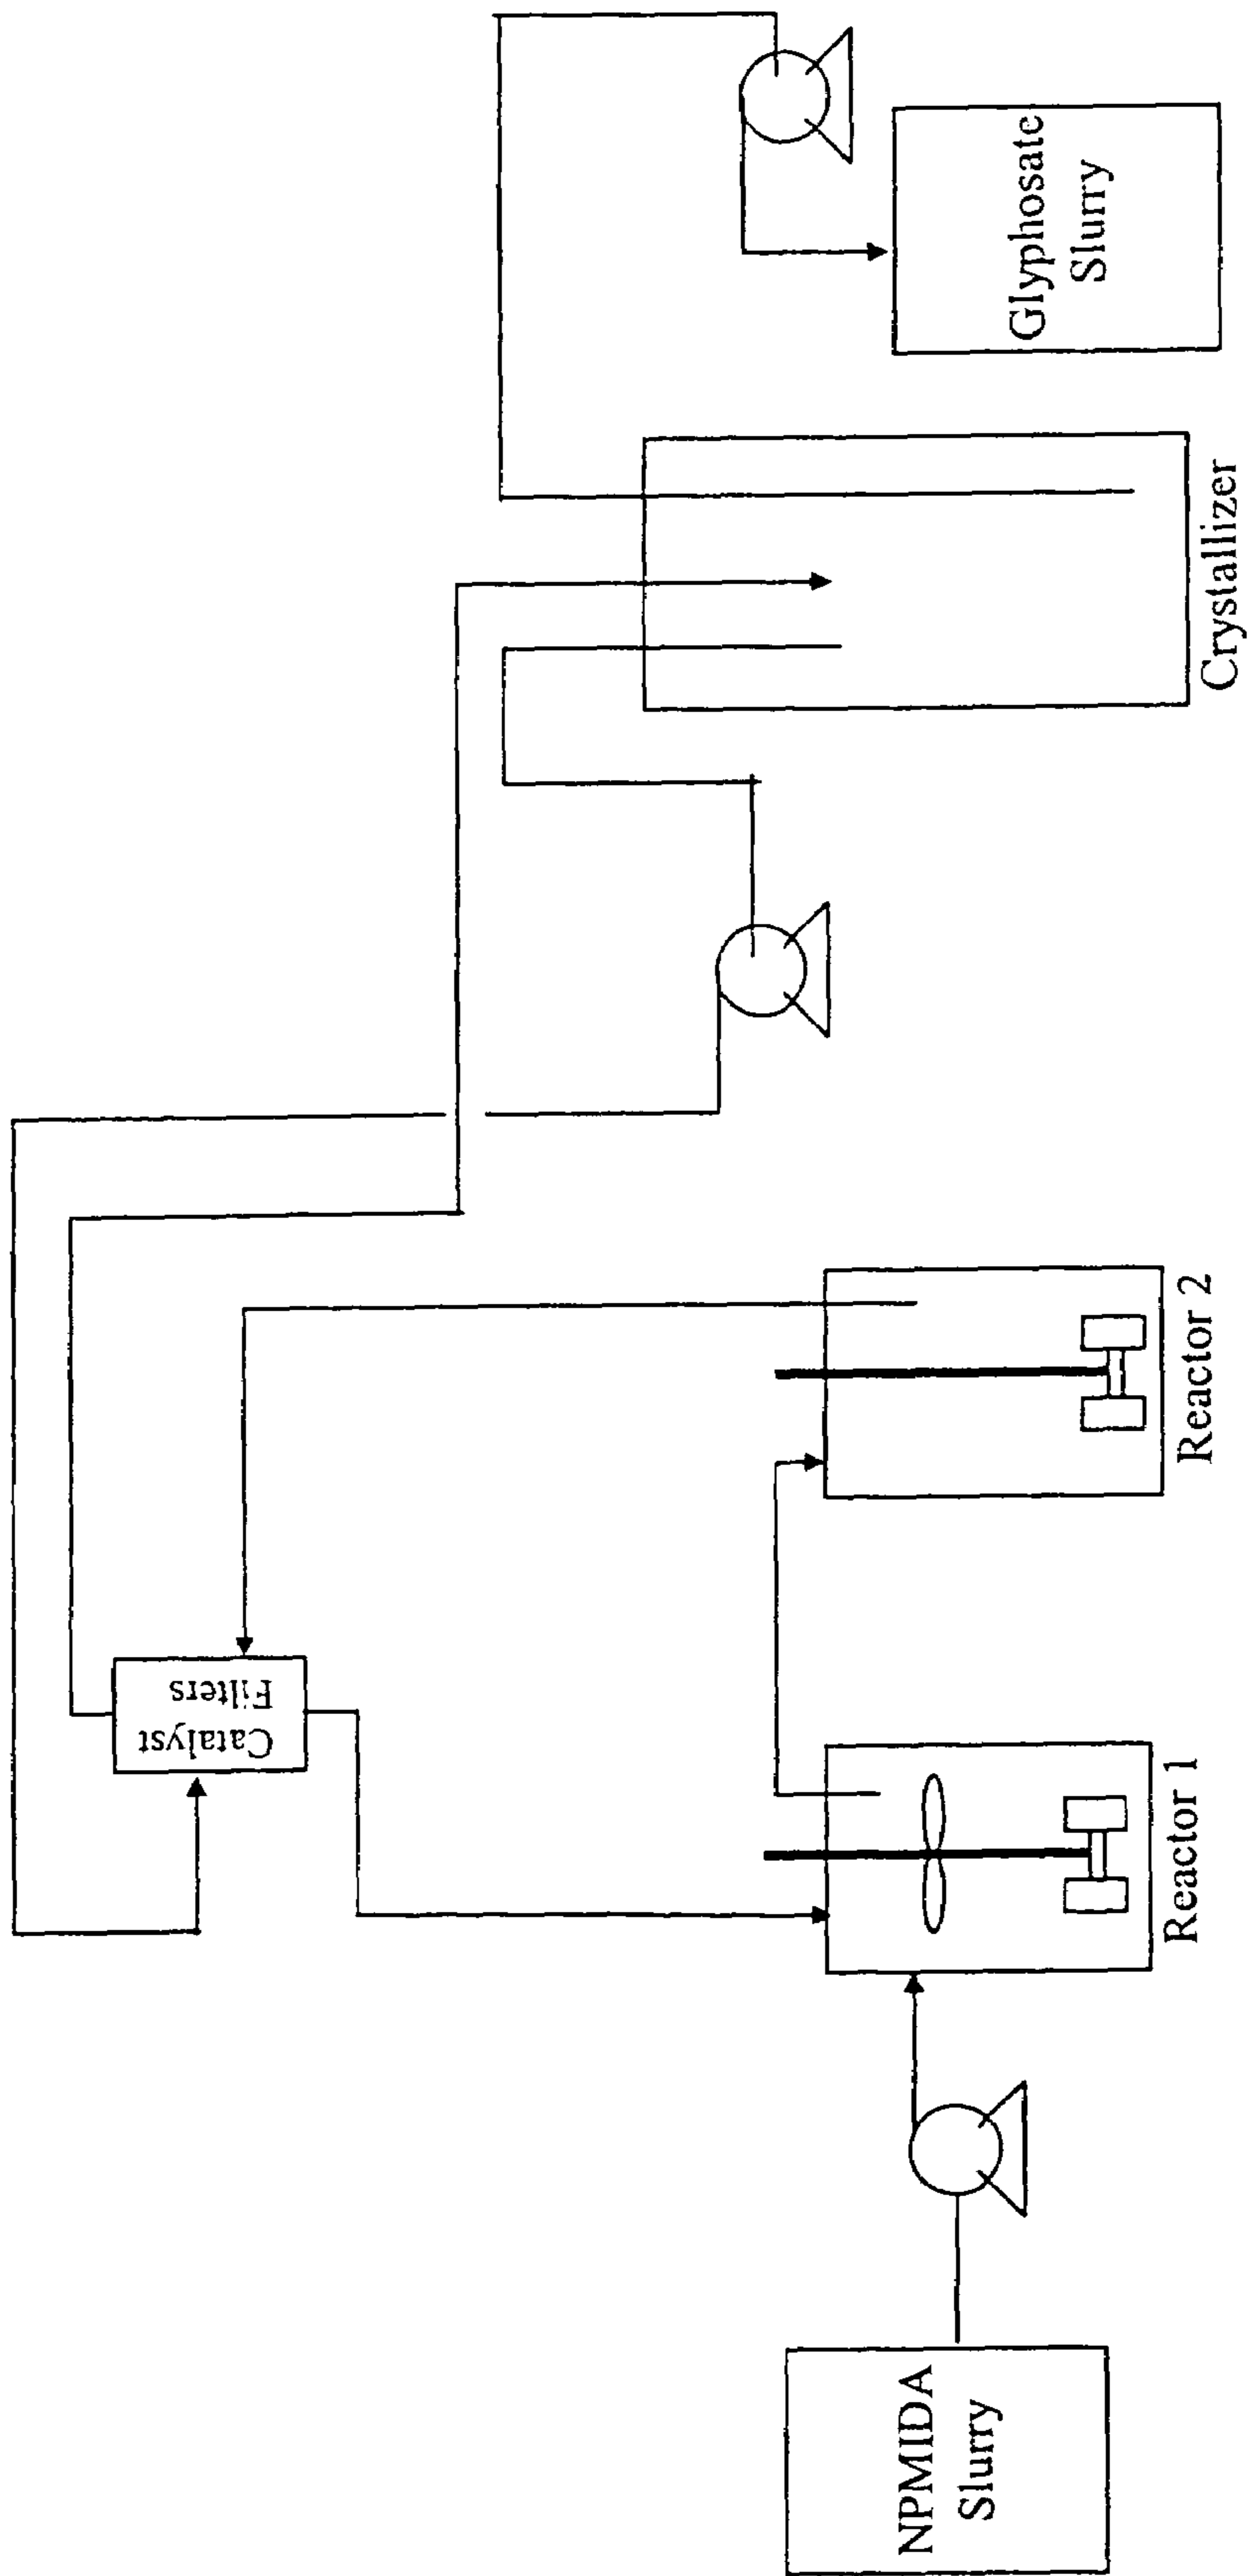 NPMIDA
Slurry
Reactor 1
Catalyst
Filters
Reactor 2
Crystallizer
Glyphosate
Slurry